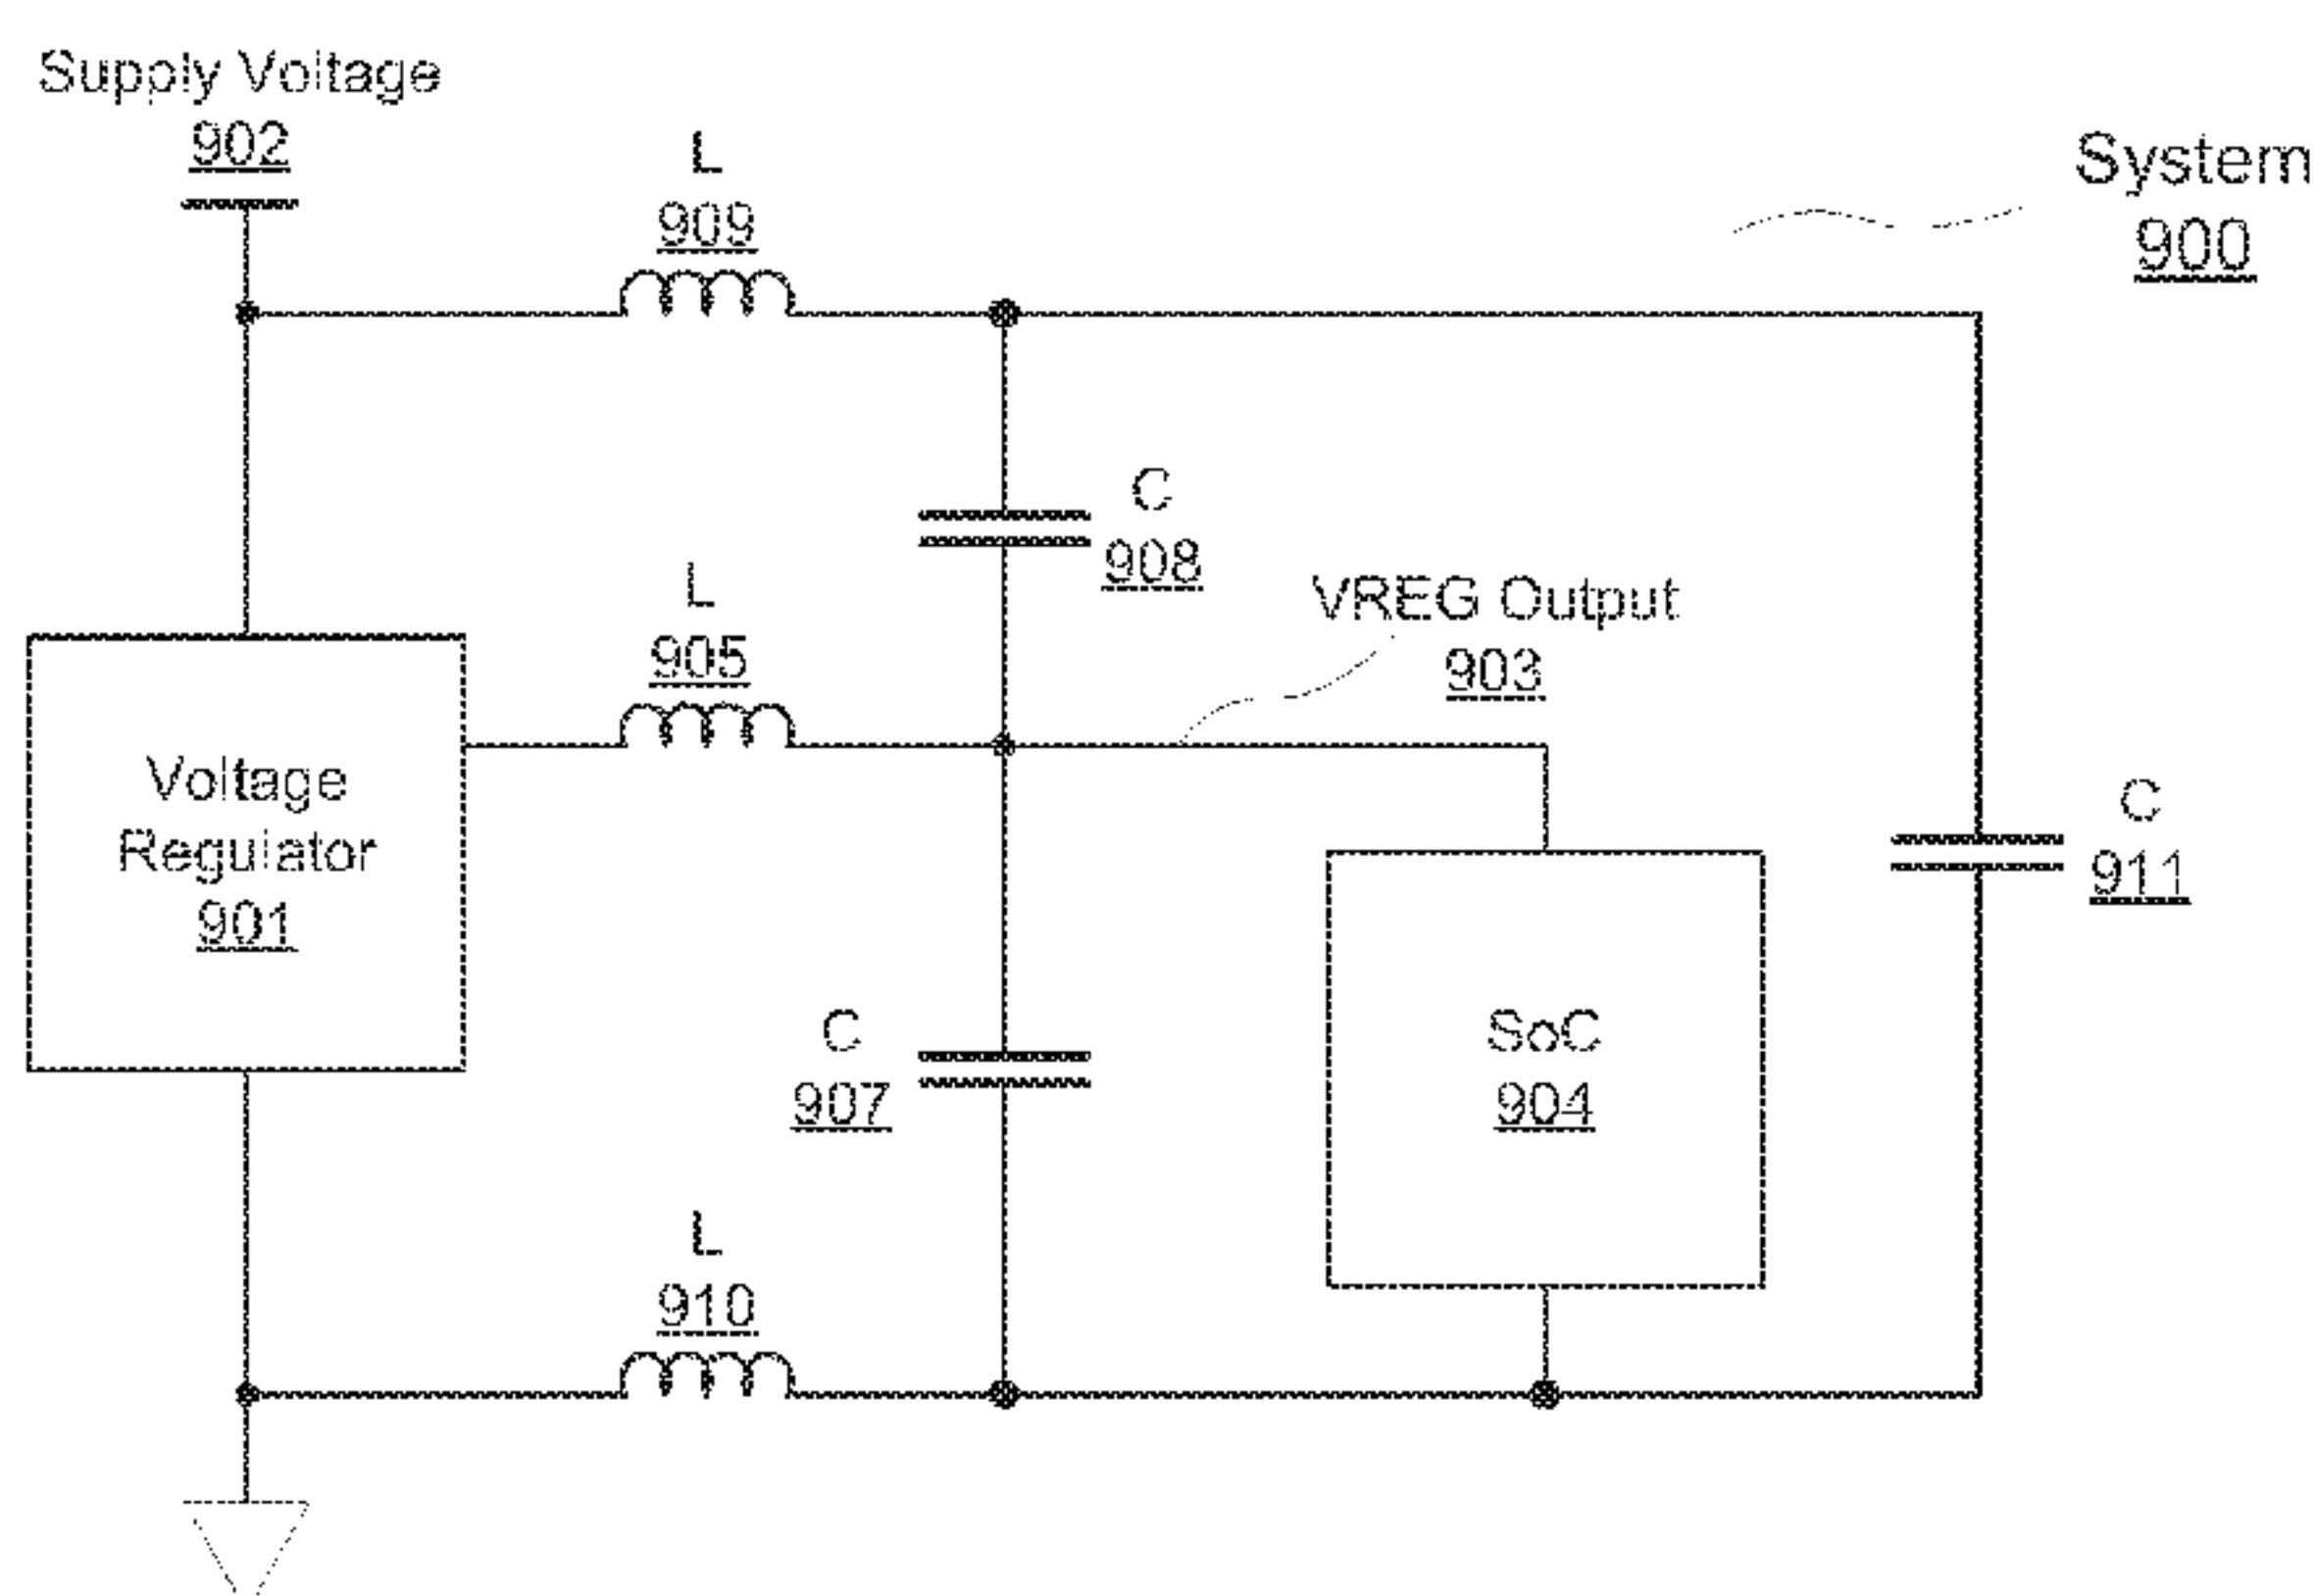 Supply Voltage
902
L
909
System
900
C
908
L
905
VREG Output
903
Voltage
Regulator
901
C
911
C
907
SoC
904
L
910